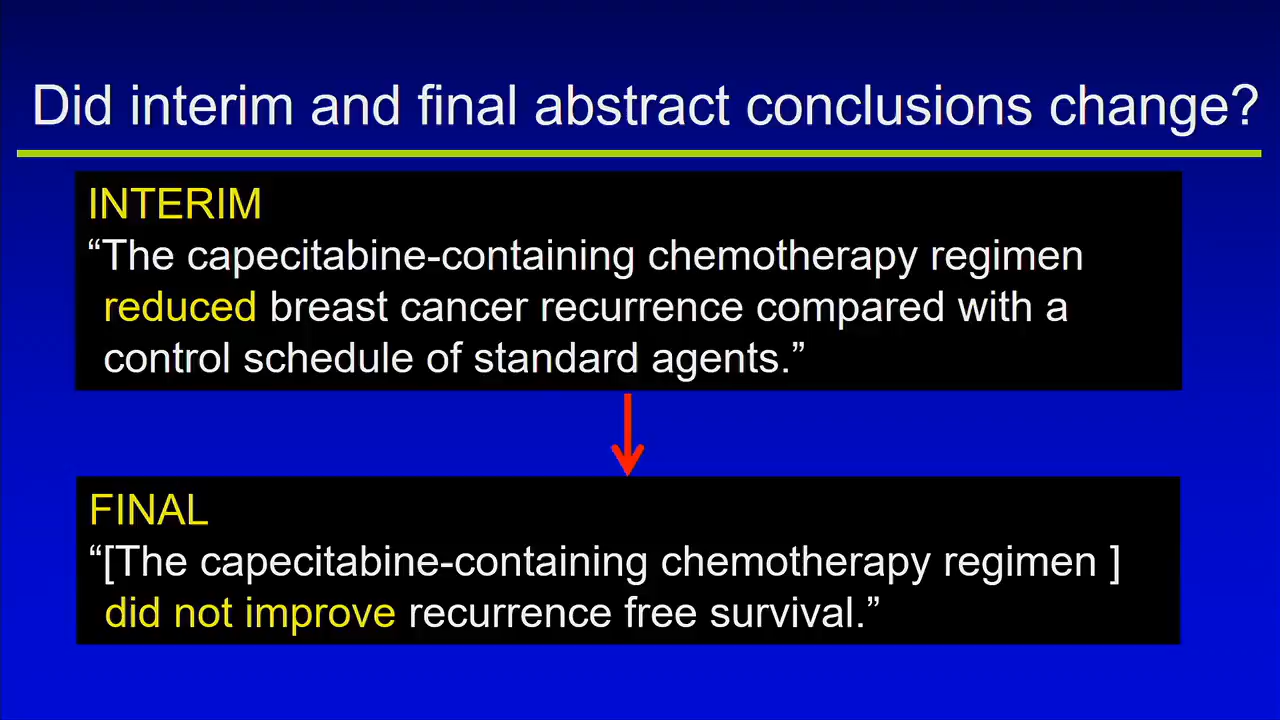 Did interim and final abstract conclusions change?
INTERIM
“The capecitabine-containing chemotherapy regimen
reduced breast cancer recurrence compared with a
control schedule of standard agents.”
FINAL
“[The capecitabine-containing chemotherapy regimen ]
did not improve recurrence free survival.”